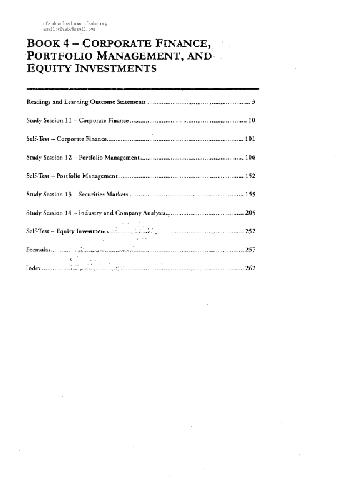 BOOK 4 – CORPORATE FINANCE,
PORTFOLIO MANAGEMENT, AND
EQUITY INVESTMENTS
Readings and Learning Outcome Statements ........ 3
Study Session 11 – Corporate Finance ........ 10
Self-Test – Corporate Finance ........ 101
Study Session 12 – Portfolio Management ........ 106
Self-Test – Portfolio Management ........ 152
Study Session 13 – Securities Markets ........ 155
Study Session 14 – Industry and Company Analysis ........ 205
Self-Test – Equity Investments ........ 252
Formulas ........ 257
Index ........ 262